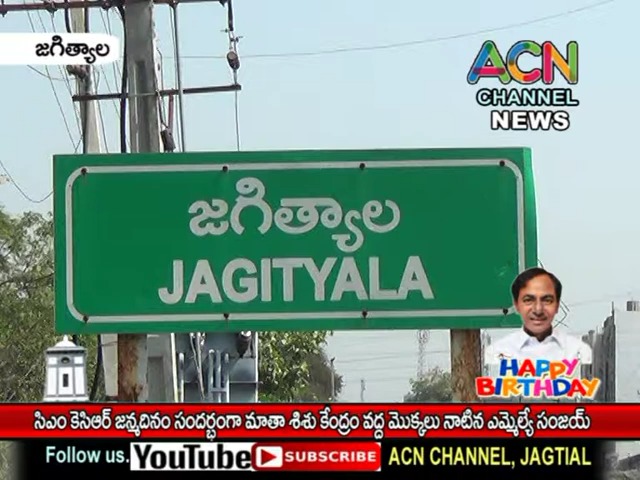 జగిత్యాల
ACN
CHANNEL
NEWS
జగిత్యాల
JAGITYALA
HAPPY
BIRTHDAY
సిఎం కెసిఆర్ జన్మదినం సందర్భంగా మాతా శిశు కేంద్రం వద్ద మొక్కలు నాటిన ఎమ్మెల్యే సంజయ్
Follow us. YouTube SUBSCRIBE ACN CHANNEL, JAGTIAL